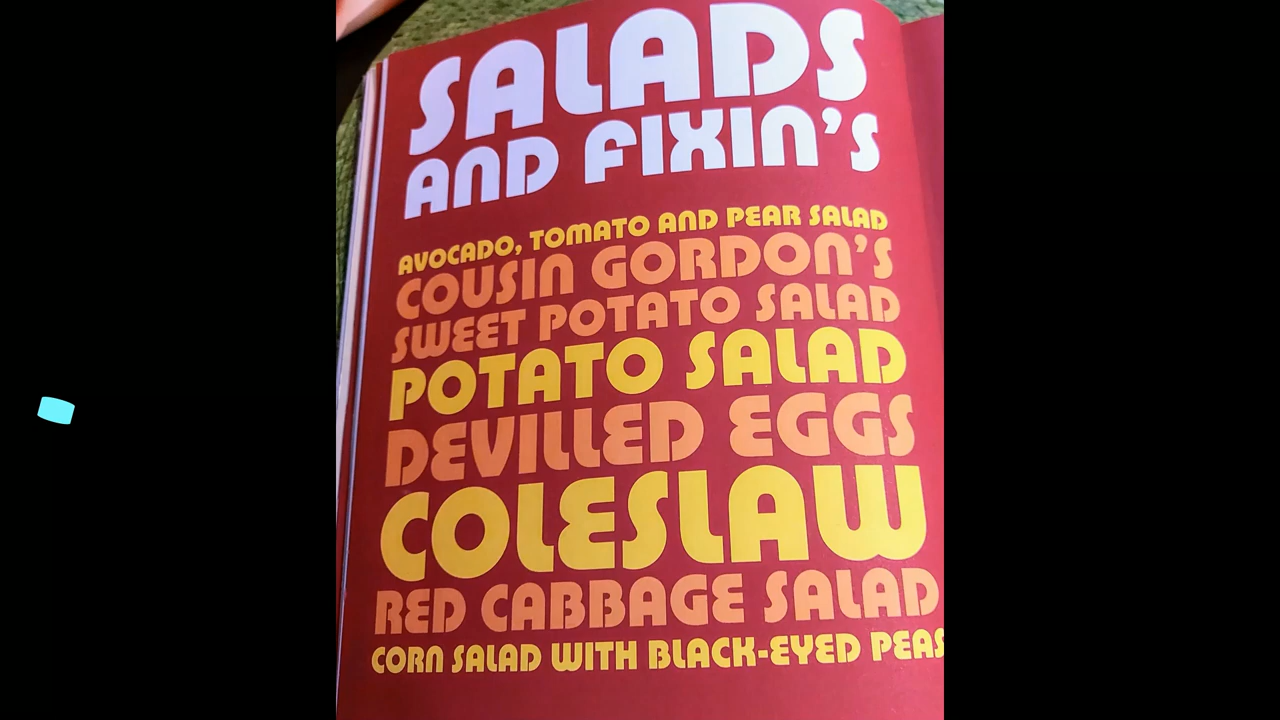 SALADS
AND FIXIN'S
AVOCADO, TOMATO AND PEAR SALAD
COUSIN GORDON'S
SWEET POTATO SALAD
POTATO SALAD
DEVILLED EGGS
COLESLAW
RED CABBAGE SALAD
CORN SALAD WITH BLACK-EYED PEAS